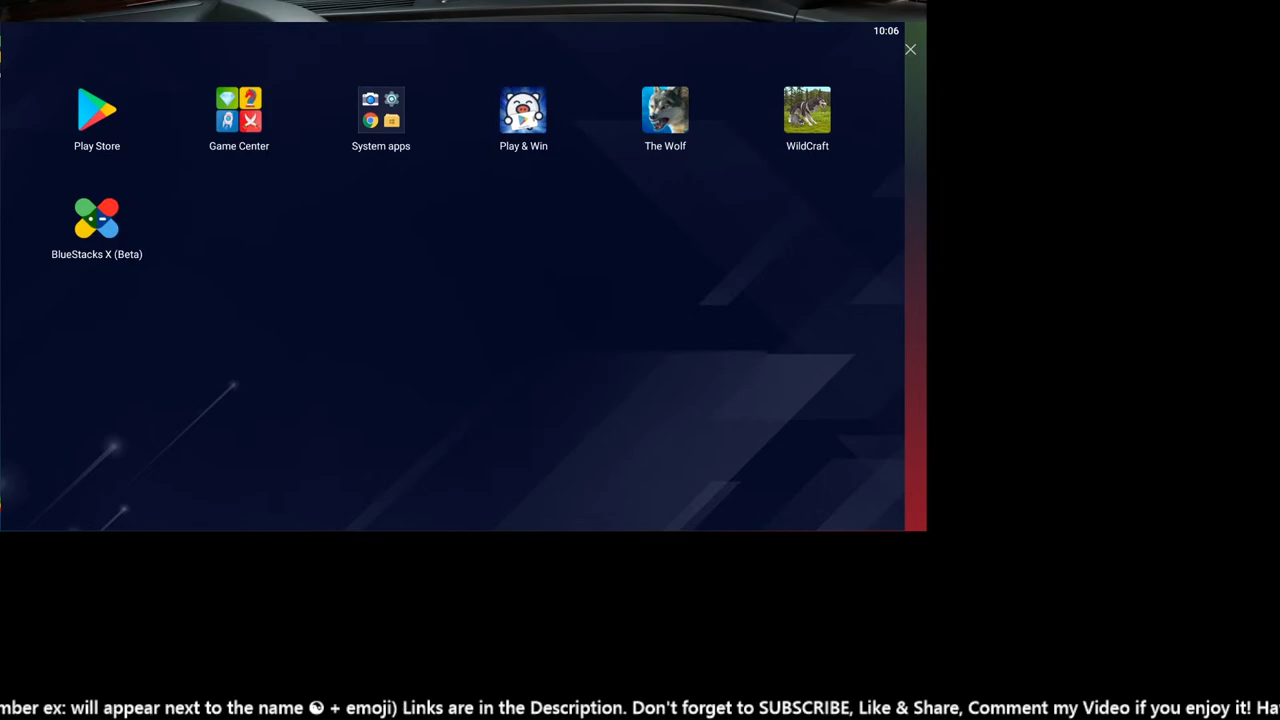 10:06
Play Store
Game Center
System apps
Play & Win
The Wolf
WildCraft
BlueStacks X (Beta)
mber ex: will appear next to the name ☯ + emoji) Links are in the Description. Don't forget to SUBSCRIBE, Like & Share, Comment my Video if you enjoy it! Ha